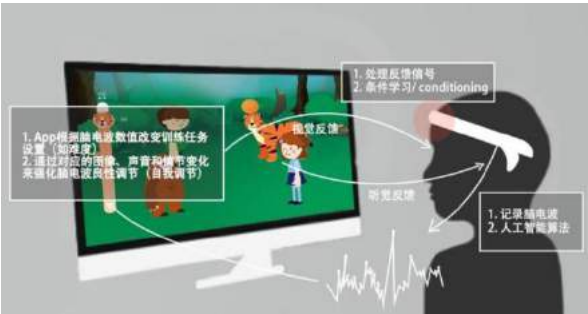 1. App根据脑电波数值改变训练任务
设置（如难度）
2. 通过对应的图像、声音和情节变化
来强化脑电波良性调节（自我调节）
1. 处理反馈信号
2. 条件学习/ conditioning
视觉反馈
听觉反馈
1. 记录脑电波
2. 人工智能算法